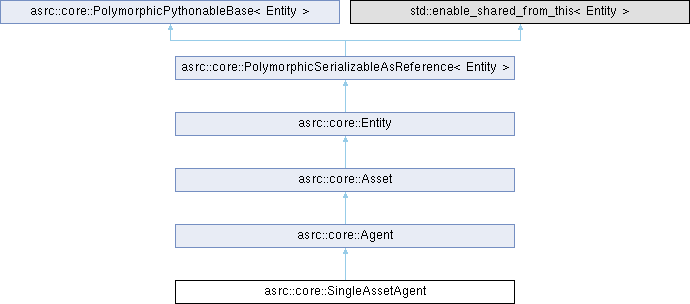 asrc::core::PolymorphicPythonableBase< Entity >
std::enable_shared_from_this< Entity >
asrc::core::PolymorphicSerializableAsReference< Entity >
asrc::core::Entity
asrc::core::Asset
asrc::core::Agent
asrc::core::SingleAssetAgent